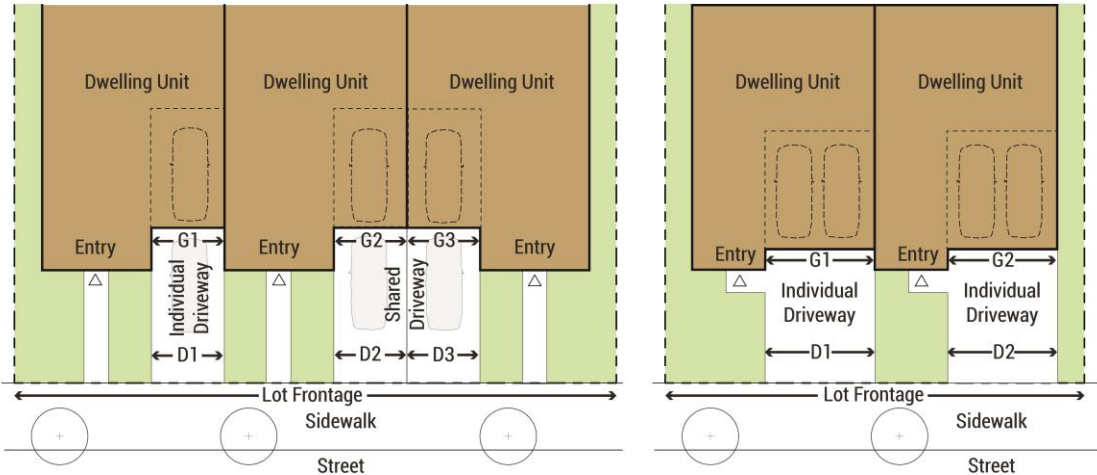 Dwelling Unit
Dwelling Unit
Dwelling Unit
Entry
G1
Entry
G2
G3
Entry
Individual
Driveway
Shared
Driveway
D1
D2
D3
Lot Frontage
Sidewalk
Street
Dwelling Unit
Dwelling Unit
Entry
G1
Entry
G2
Individual
Driveway
Individual
Driveway
D1
D2
Lot Frontage
Sidewalk
Street